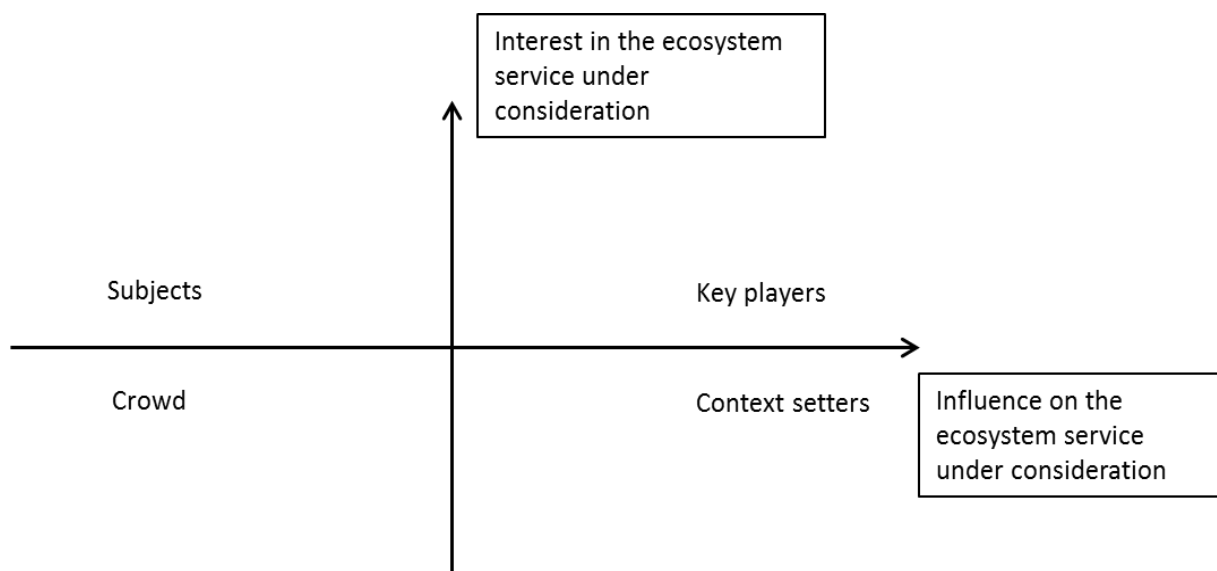 Interest in the ecosystem
service under
consideration
Subjects
Key players
Crowd
Context setters
Influence on the
ecosystem service
under consideration